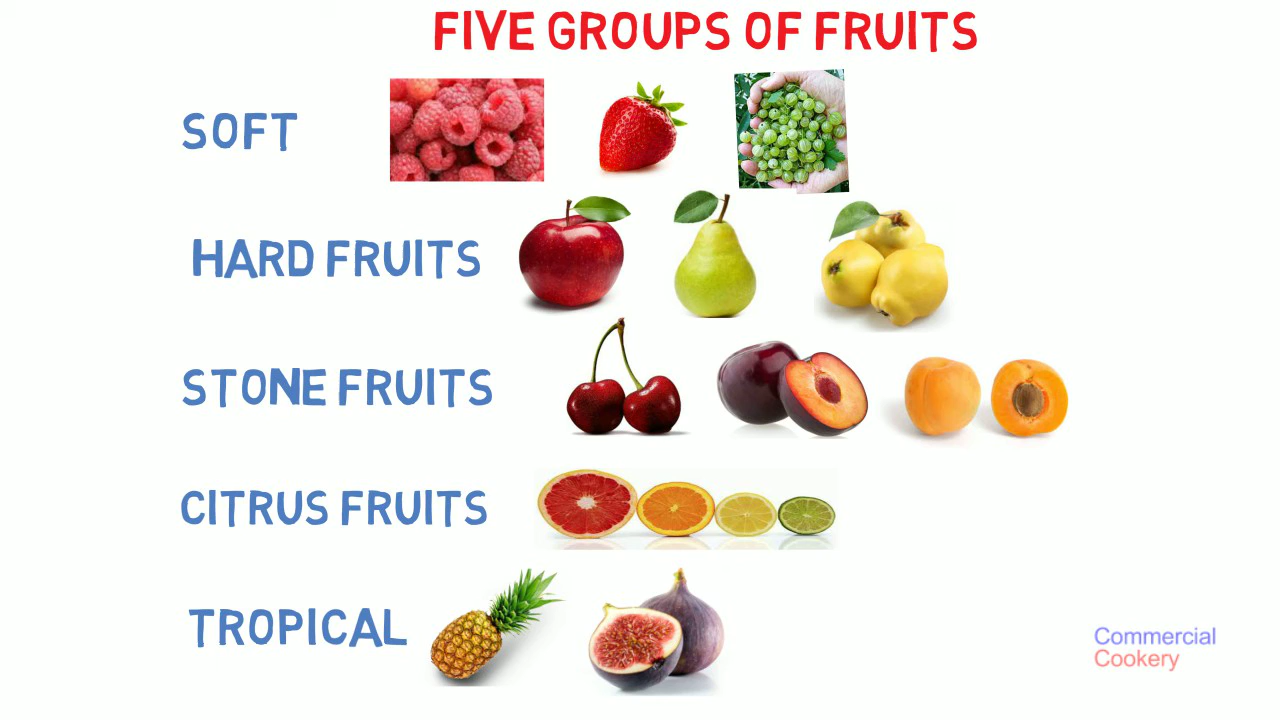 FIVE GROUPS OF FRUITS
SOFT
HARD FRUITS
STONE FRUITS
CITRUS FRUITS
TROPICAL
Commercial
Cookery